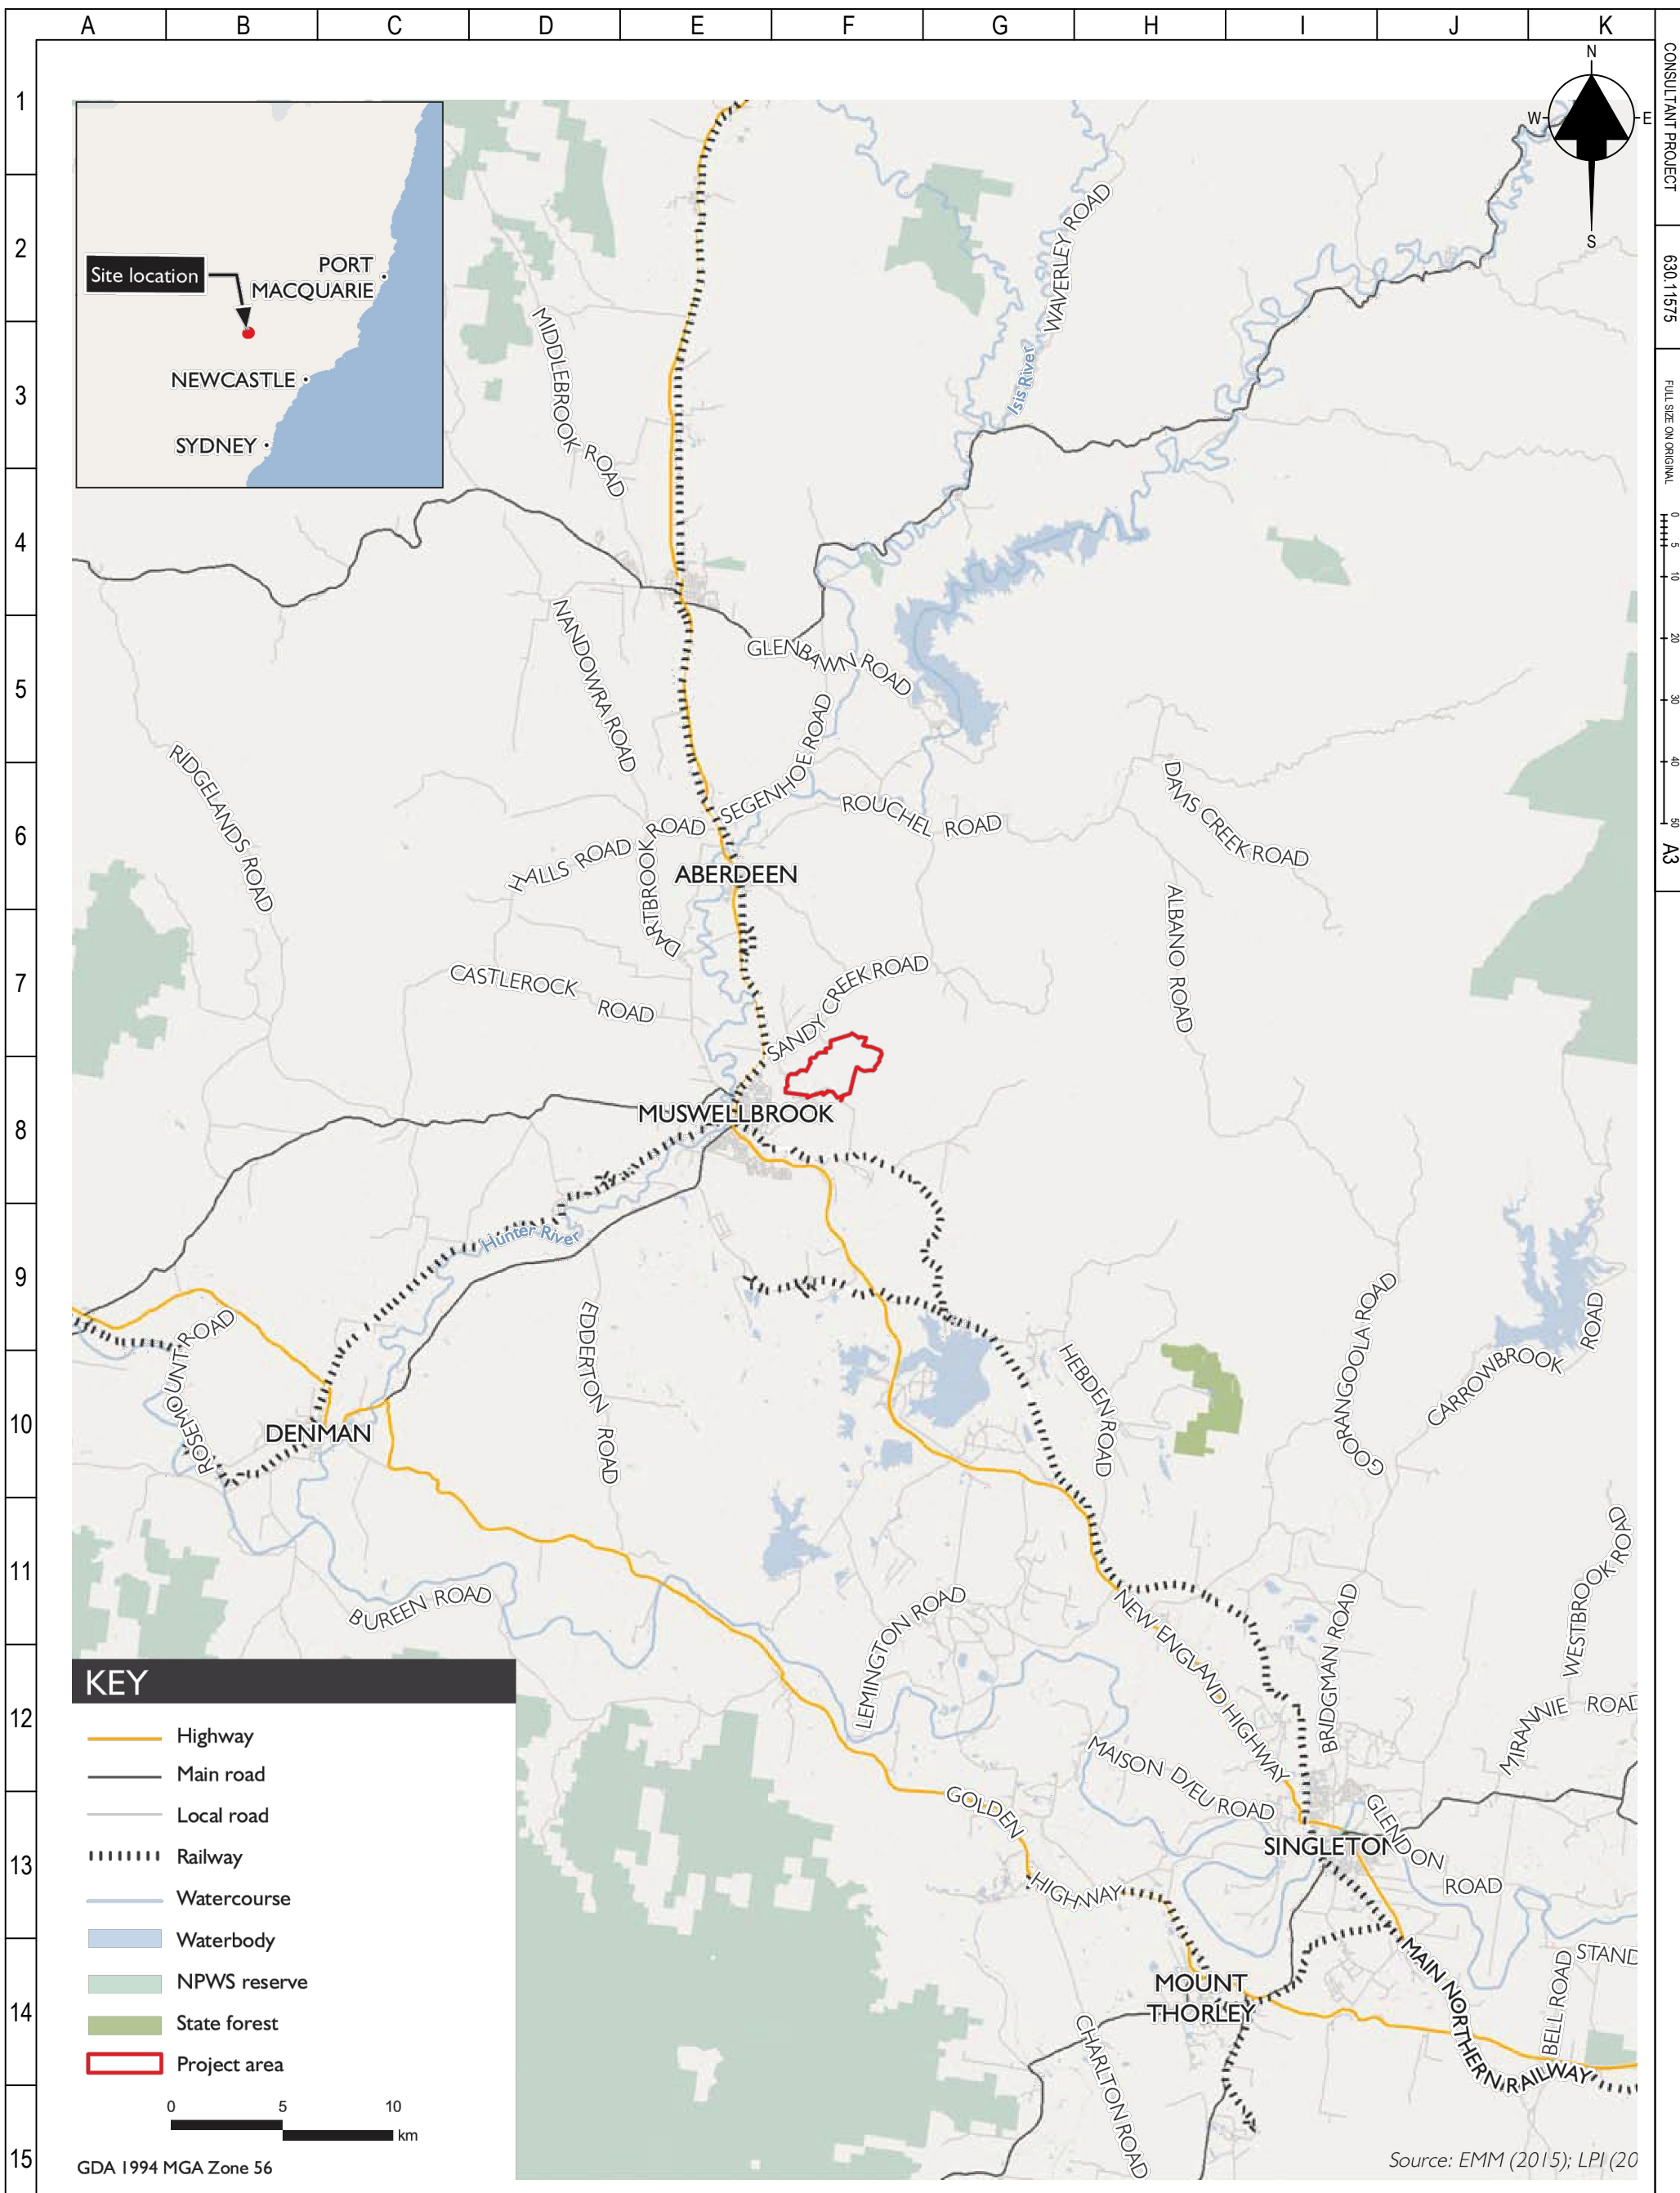 A B C D E F G H I J K
1
2
3
4
5
6
7
8
9
10
11
12
13
14
15
CONSULTANT PROJECT
630.11575
FULL SIZE ON ORIGINAL
0 5 10 20 30 40 50
A3
N
W E
S
Site location
PORT
MACQUARIE
NEWCASTLE
SYDNEY
WAVERLEY ROAD
Isis River
MIDDLEBROOK ROAD
NANDOWRA ROAD
GLENBAWN ROAD
SEGENHOE ROAD
RIDGELANDS ROAD
ROUCHEL ROAD
DAVIS CREEK ROAD
HALLS ROAD
DARTBROOK ROAD
ABERDEEN
ALBANO ROAD
CASTLEROCK ROAD
SANDY CREEK ROAD
MUSWELLBROOK
Hunter River
EDDERTON ROAD
ROSEMOUNT ROAD
DENMAN
HEBDEN ROAD
GOORANGOOLA ROAD
CARROWBROOK ROAD
BUREEN ROAD
LEMINGTON ROAD
NEW ENGLAND HIGHWAY
BRIDGMAN ROAD
WESTBROOK ROAD
MIRANNIE ROAD
MAISON D/EU ROAD
GOLDEN HIGHWAY
GLENDON ROAD
SINGLETON
MOUNT
THORLEY
MAIN NORTHERN RAILWAY
BELL ROAD
STAND
CHARLTON ROAD
KEY
Highway
Main road
Local road
Railway
Watercourse
Waterbody
NPWS reserve
State forest
Project area
0 5 10
km
GDA 1994 MGA Zone 56
Source: EMM (2015); LPI (20